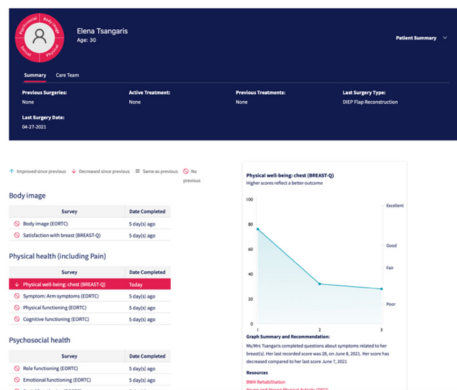 Elena Tsangaris
Age: 30
Patient Summary
Body image
Summary Care Team
Previous Surgeries:
None
Active Treatment:
None
Previous Treatments:
None
Last Surgery Type:
DIEP Flap Reconstruction
Last Surgery Date:
04-27-2021
Improved since previous Decreased since previous Same as previous No previous
Body image
Survey Date Completed
Body image (EORTC) 5 day(s) ago
Satisfaction with breast (BREAST-Q) 5 day(s) ago
Physical health (including Pain)
Survey Date Completed
Physical well-being: chest (BREAST-Q) Today
Symptom: Arm symptoms (EORTC) 5 day(s) ago
Physical functioning (EORTC) 5 day(s) ago
Cognitive functioning (EORTC) 5 day(s) ago
Psychosocial health
Survey Date Completed
Role functioning (EORTC) 5 day(s) ago
Emotional functioning (EORTC) 5 day(s) ago
Physical well-being: chest (BREAST-Q)
Higher scores reflect a better outcome
100
Excellent
80
60
Good
40
Fair
20
Poor
0
1 2 3
Graph Summary and Recommendation:
Ms/Mrs Tsangaris completed questions about symptoms related to her
breast(s). Her last recorded score was 28, on June 8, 2021. Her score has
decreased compared to her last score June 7, 2021
Resources
BWH Rehabilitation